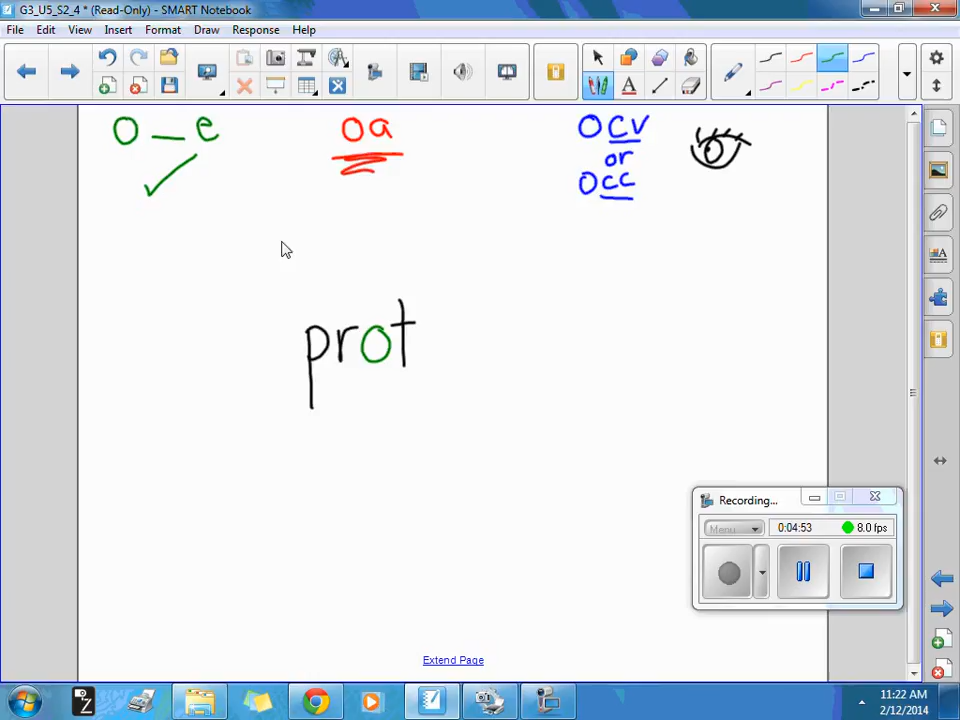 G3_U5_S2_4 * (Read-Only) - SMART Notebook
File Edit View Insert Format Draw Response Help
o _ e
oa
ocv
or
occ
prot
Recording...
Menu
0:04:53
8.0 fps
Extend Page
11:22 AM
2/12/2014